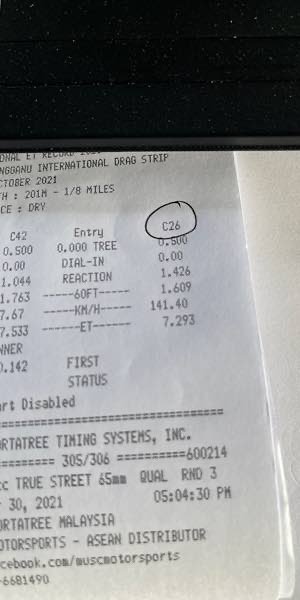 ONAL ET RECORD
NGGANU INTERNATIONAL DRAG STRIP
CTOBER 2021
TH : 201M - 1/8 MILES
CE : DRY
C42 Entry C26
0.500 0.000 TREE 0.500
0.00 DIAL-IN 0.00
1.044 REACTION 1.426
1.763 ------60FT----- 1.609
7.67 ------KM/H----- 141.40
7.533 ------ET------- 7.293
NNER
0.142 FIRST
STATUS
art Disabled
==================================
ORTATREE TIMING SYSTEMS, INC.
========= 305/306 ==========600214
cc TRUE STREET 65mm QUAL RND 3
r 30, 2021 05:04:30 PM
ORTATREE MALAYSIA
OTORSPORTS - ASEAN DISTRIBUTOR
cebook.com/muscmotorsports
-6681490